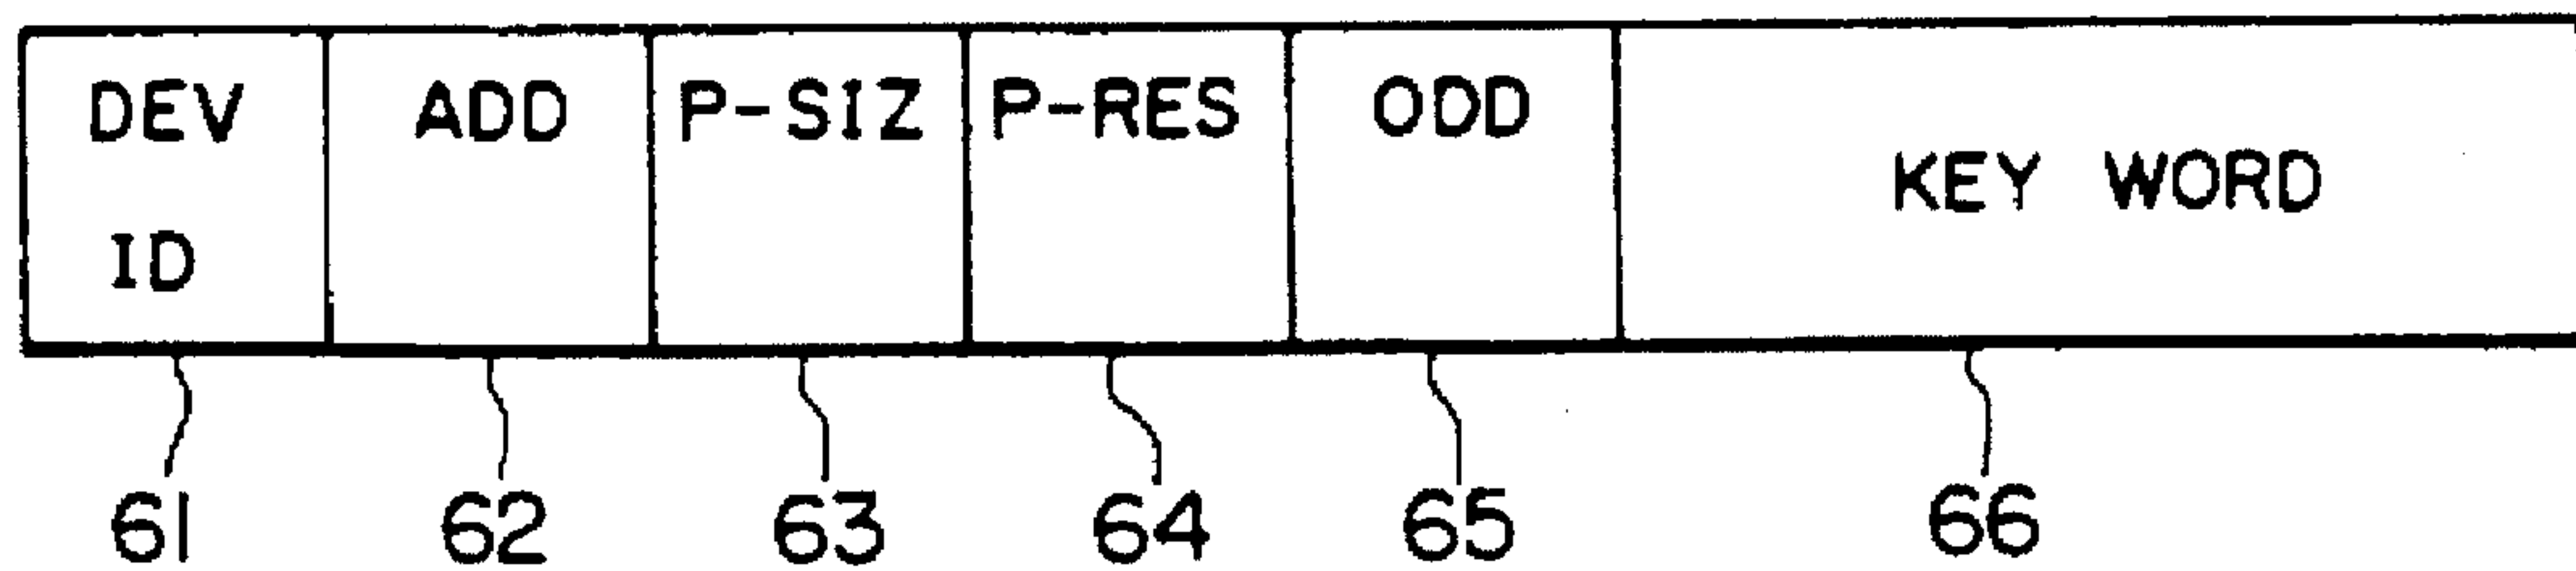 DEV ID
ADD
P-SIZ
P-RES
ODD
KEY WORD
61
62
63
64
65
66